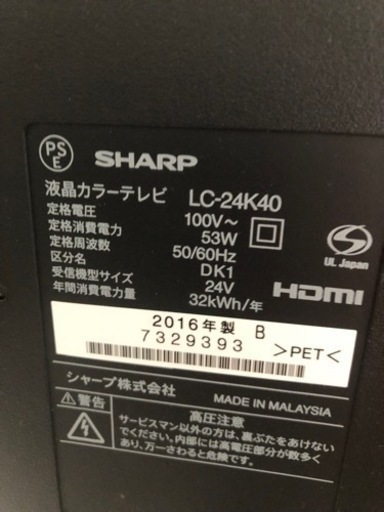 PS
E
SHARP
液晶カラーテレビ LC-24K40
定格電圧 100V～
定格消費電力 53W
定格周波数 50/60Hz
区分名 DK1
受信機型サイズ 24V
年間消費電力量 32kWh/年
UL Japan
HDMI
2016年製 B
7329393 >PET<
シャープ株式会社 MADE IN MALAYSIA
警告
高圧注意
サービスマン以外の方は、裏ぶたをあけない
でください。内部には高電圧部分が数多く
あり、万一さわると危険です。